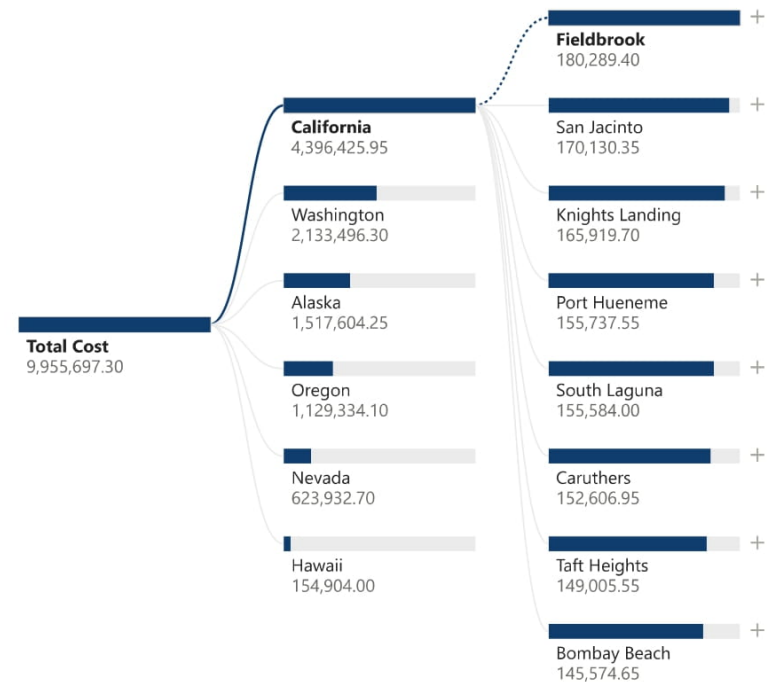 Total Cost
9,955,697.30
California
4,396,425.95
Washington
2,133,496.30
Alaska
1,517,604.25
Oregon
1,129,334.10
Nevada
623,932.70
Hawaii
154,904.00
Fieldbrook
180,289.40
San Jacinto
170,130.35
Knights Landing
165,919.70
Port Hueneme
155,737.55
South Laguna
155,584.00
Caruthers
152,606.95
Taft Heights
149,005.55
Bombay Beach
145,574.65